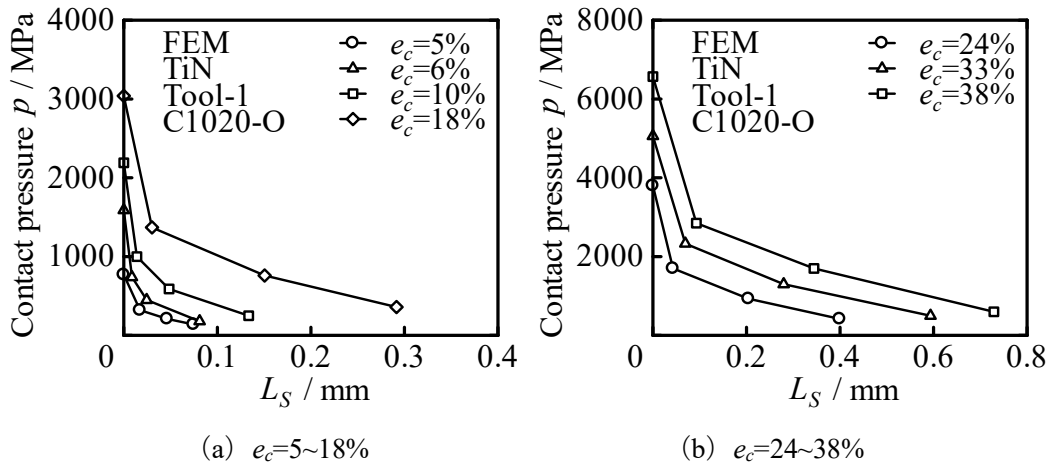 4000
3000
2000
1000
0
0.1
0.2
0.3
0.4
Contact pressure p / MPa
L_S / mm
FEM
TiN
Tool-1
C1020-O
e_c=5%
e_c=6%
e_c=10%
e_c=18%
(a) e_c=5~18%
8000
6000
4000
2000
0
0.2
0.4
0.6
0.8
Contact pressure p / MPa
L_S / mm
FEM
TiN
Tool-1
C1020-O
e_c=24%
e_c=33%
e_c=38%
(b) e_c=24~38%